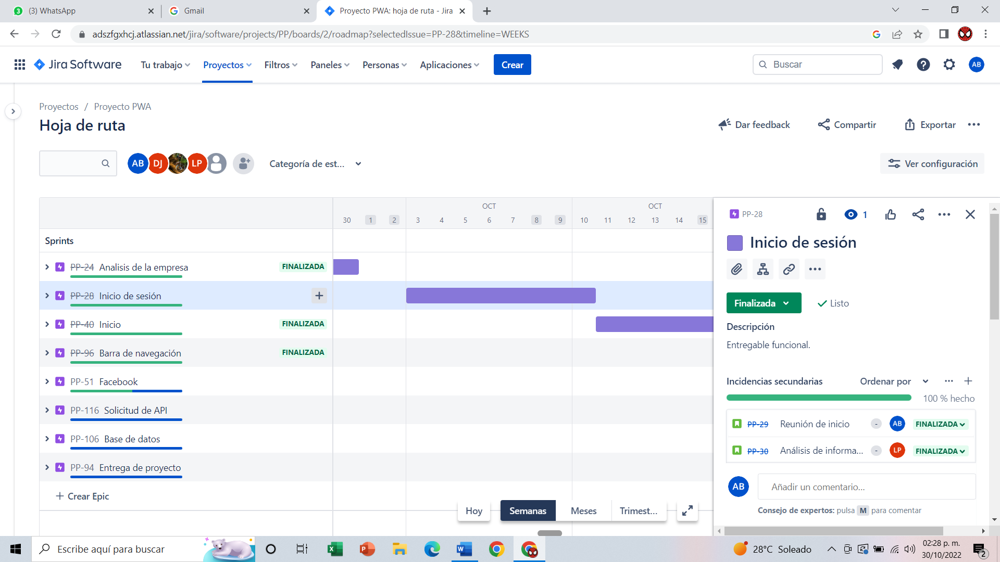 (3) WhatsApp
Gmail
Proyecto PWA: hoja de ruta - Jira
adszfgxhcj.atlassian.net/jira/software/projects/PP/boards/2/roadmap?selectedIssue=PP-28&timeline=WEEKS
Jira Software
Tu trabajo
Proyectos
Filtros
Paneles
Personas
Aplicaciones
Crear
Buscar
AB
Proyectos / Proyecto PWA
Hoja de ruta
Dar feedback
Compartir
Exportar
AB DJ LP
Categoría de est...
Ver configuración
OCT OCT
30 1 2 3 4 5 6 7 8 9 10 11 12 13 14 15
Sprints
PP-24 Analisis de la empresa FINALIZADA
PP-28 Inicio de sesión
PP-40 Inicio FINALIZADA
PP-96 Barra de navegación FINALIZADA
PP-51 Facebook
PP-116 Solicitud de API
PP-106 Base de datos
PP-94 Entrega de proyecto
Crear Epic
Hoy
Semanas
Meses
Trimest...
PP-28
1
Inicio de sesión
Finalizada
Listo
Descripción
Entregable funcional.
Incidencias secundarias
Ordenar por
100 % hecho
PP-29 Reunión de inicio - AB FINALIZADA
PP-30 Análisis de informa... - LP FINALIZADA
AB
Añadir un comentario...
Consejo de expertos: pulsa M para comentar
Escribe aquí para buscar
28°C Soleado
02:28 p. m.
30/10/2022
2